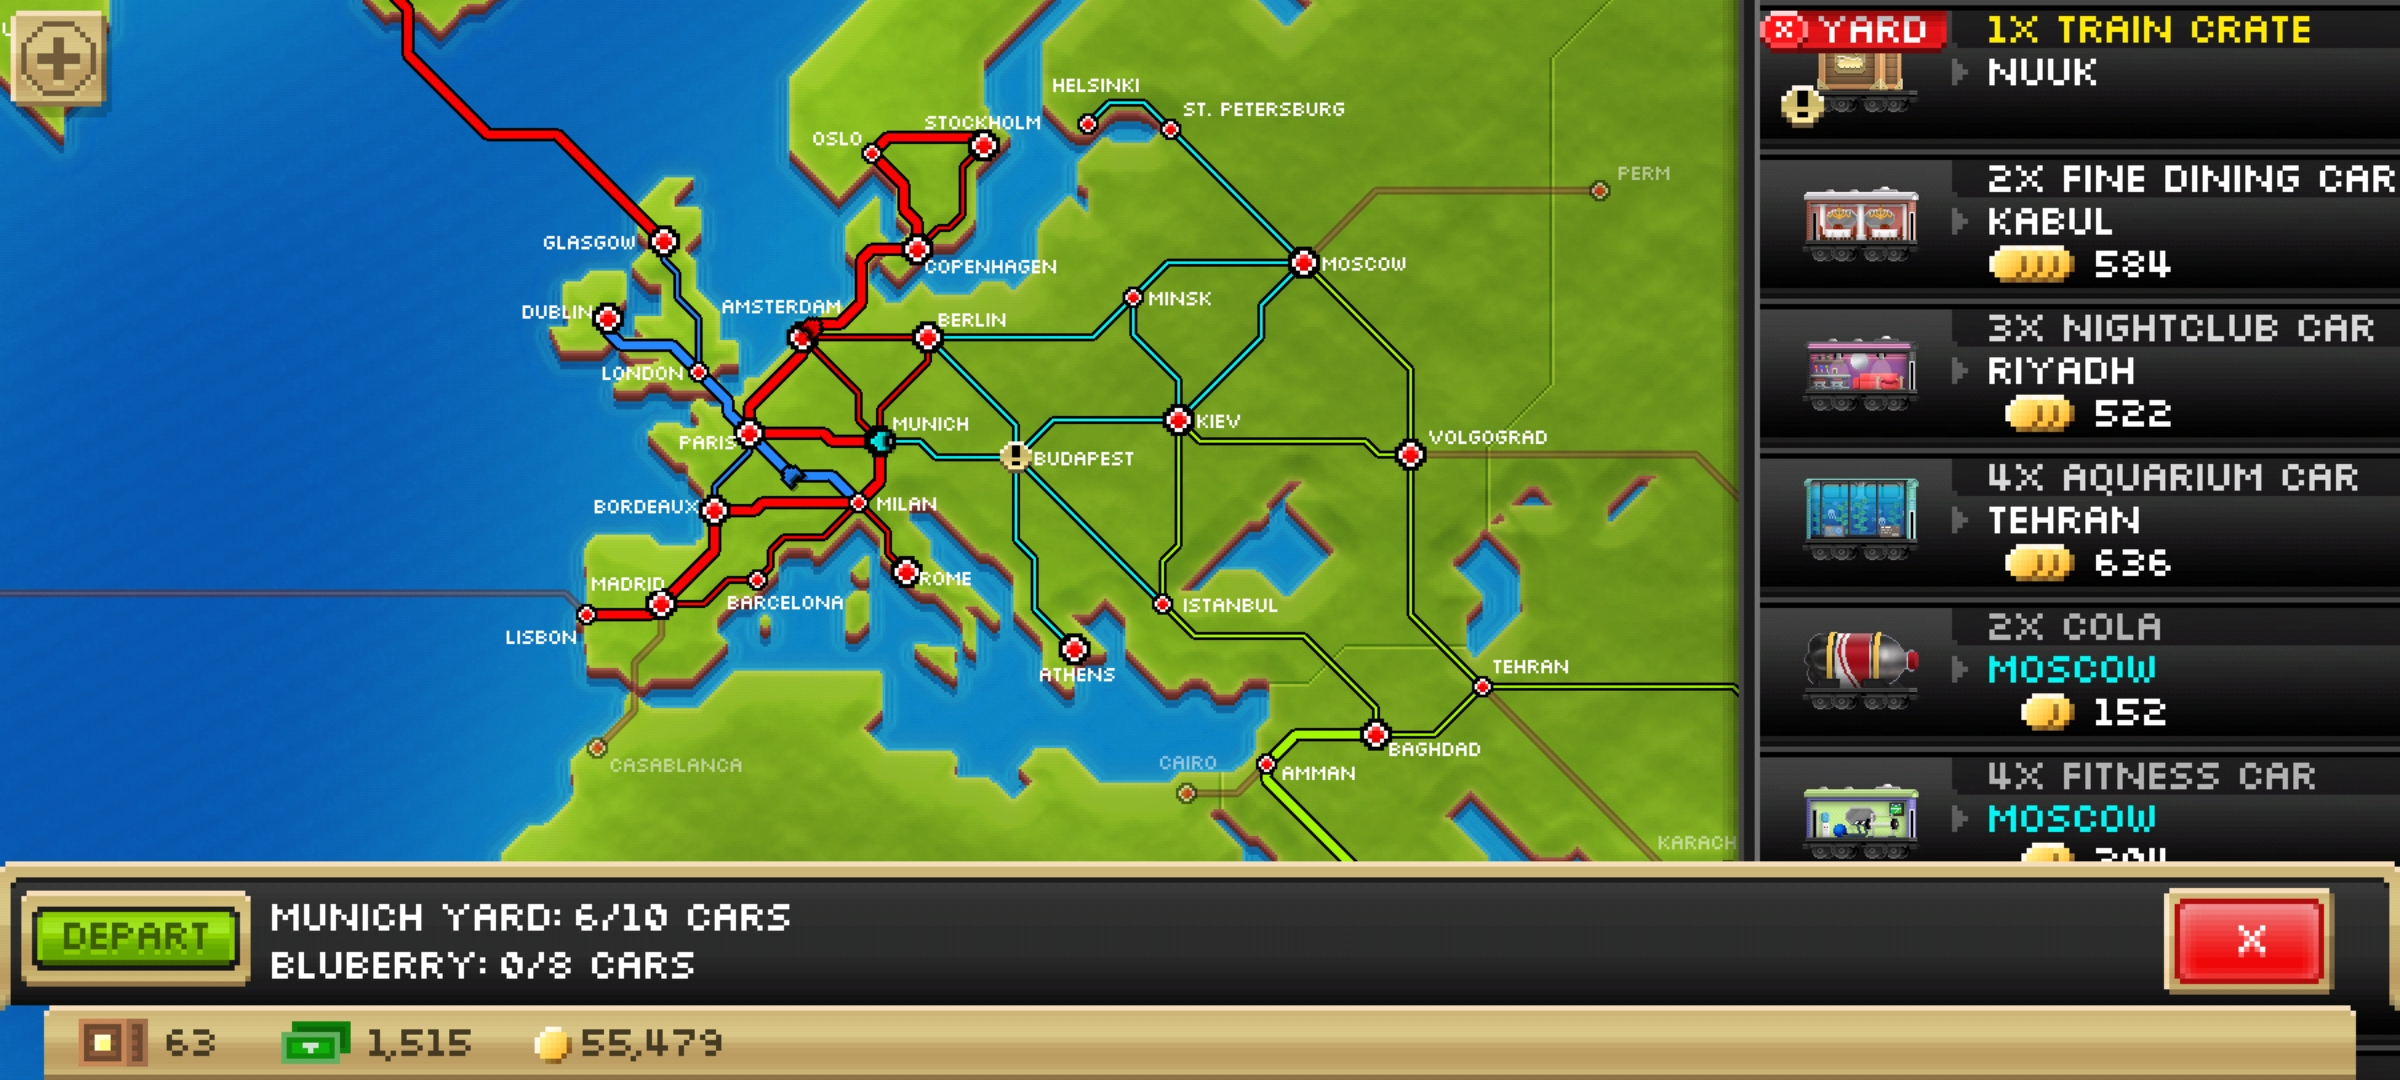 HELSINKI
ST. PETERSBURG
STOCKHOLM
OSLO
PERM
GLASGOW
COPENHAGEN
MOSCOW
AMSTERDAM
MINSK
DUBLIN
BERLIN
LONDON
MUNICH
KIEV
PARIS
BUDAPEST
VOLGOGRAD
BORDEAUX
MILAN
MADRID
ROME
BARCELONA
ISTANBUL
LISBON
ATHENS
TEHRAN
CASABLANCA
CAIRO
BAGHDAD
AMMAN
KARACH
YARD
1X TRAIN CRATE
NUUK
2X FINE DINING CAR
KABUL
584
3X NIGHTCLUB CAR
RIYADH
522
4X AQUARIUM CAR
TEHRAN
636
2X COLA
MOSCOW
152
4X FITNESS CAR
MOSCOW
DEPART
MUNICH YARD: 6/10 CARS
BLUBERRY: 0/8 CARS
X
63
1,515
55,479